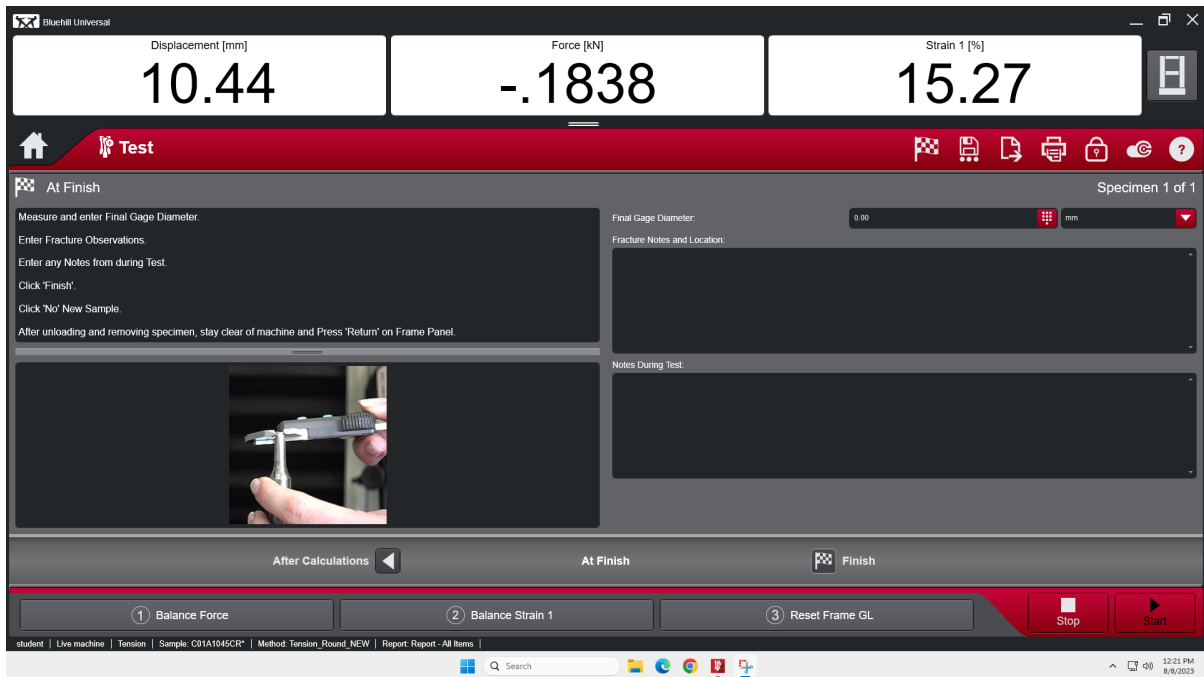 Bluehill Universal
Displacement [mm]
10.44
Force [kN]
-.1838
Strain 1 [%]
15.27
Test
?
At Finish
Specimen 1 of 1
Measure and enter Final Gage Diameter.
Enter Fracture Observations.
Enter any Notes from during Test.
Click 'Finish'.
Click 'No' New Sample.
After unloading and removing specimen, stay clear of machine and Press 'Return' on Frame Panel.
Final Gage Diameter:
0.00
mm
Fracture Notes and Location:
Notes During Test:
After Calculations
At Finish
Finish
1 Balance Force
2 Balance Strain 1
3 Reset Frame GL
Stop
Start
student | Live machine | Tension | Sample: C01A1045CR* | Method: Tension_Round_NEW | Report: Report - All Items |
Search
12:21 PM
8/8/2023